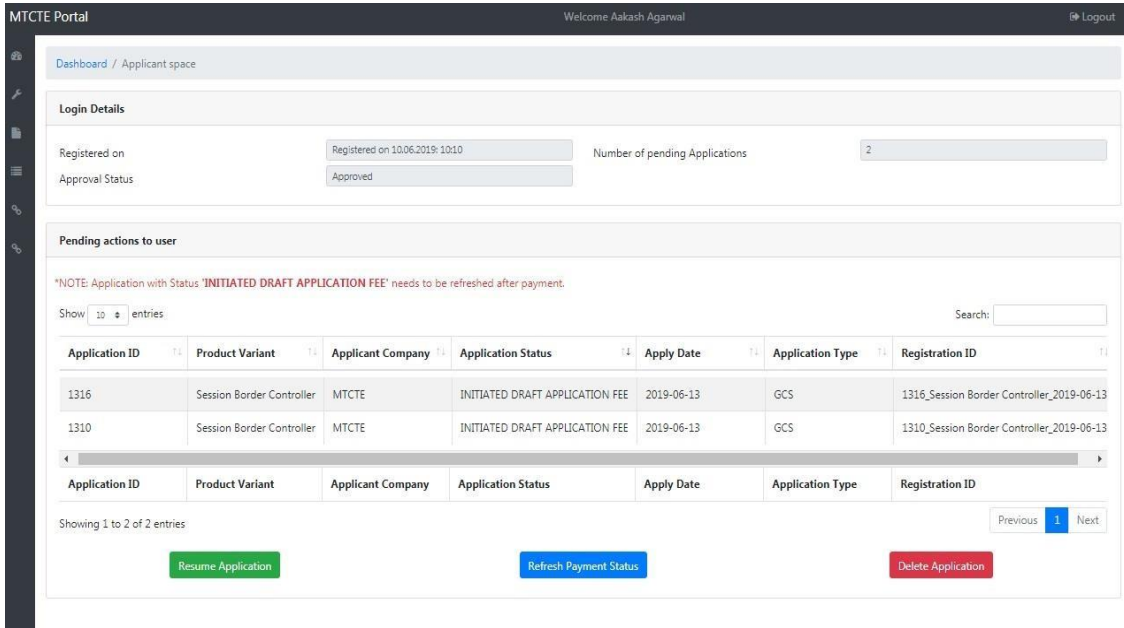 MTCTE Portal Welcome Aakash Agarwal Logout
Dashboard / Applicant space
Login Details
Registered on Registered on 10.06.2019: 10:10 Number of pending Applications 2
Approval Status Approved
Pending actions to user
*NOTE: Application with Status 'INITIATED DRAFT APPLICATION FEE' needs to be refreshed after payment.
Show 10 entries Search:
Application ID Product Variant Applicant Company Application Status Apply Date Application Type Registration ID
1316 Session Border Controller MTCTE INITIATED DRAFT APPLICATION FEE 2019-06-13 GCS 1316_Session Border Controller_2019-06-13
1310 Session Border Controller MTCTE INITIATED DRAFT APPLICATION FEE 2019-06-13 GCS 1310_Session Border Controller_2019-06-13
Application ID Product Variant Applicant Company Application Status Apply Date Application Type Registration ID
Showing 1 to 2 of 2 entries Previous 1 Next
Resume Application Refresh Payment Status Delete Application